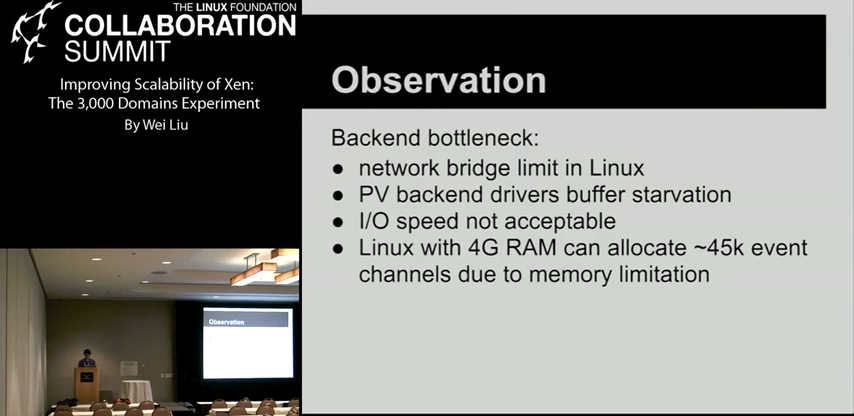 THE LINUX FOUNDATION
COLLABORATION
SUMMIT
Improving Scalability of Xen:
The 3,000 Domains Experiment
By Wei Liu
Observation
Backend bottleneck:
● network bridge limit in Linux
● PV backend drivers buffer starvation
● I/O speed not acceptable
● Linux with 4G RAM can allocate ~45k event
channels due to memory limitation
Observation